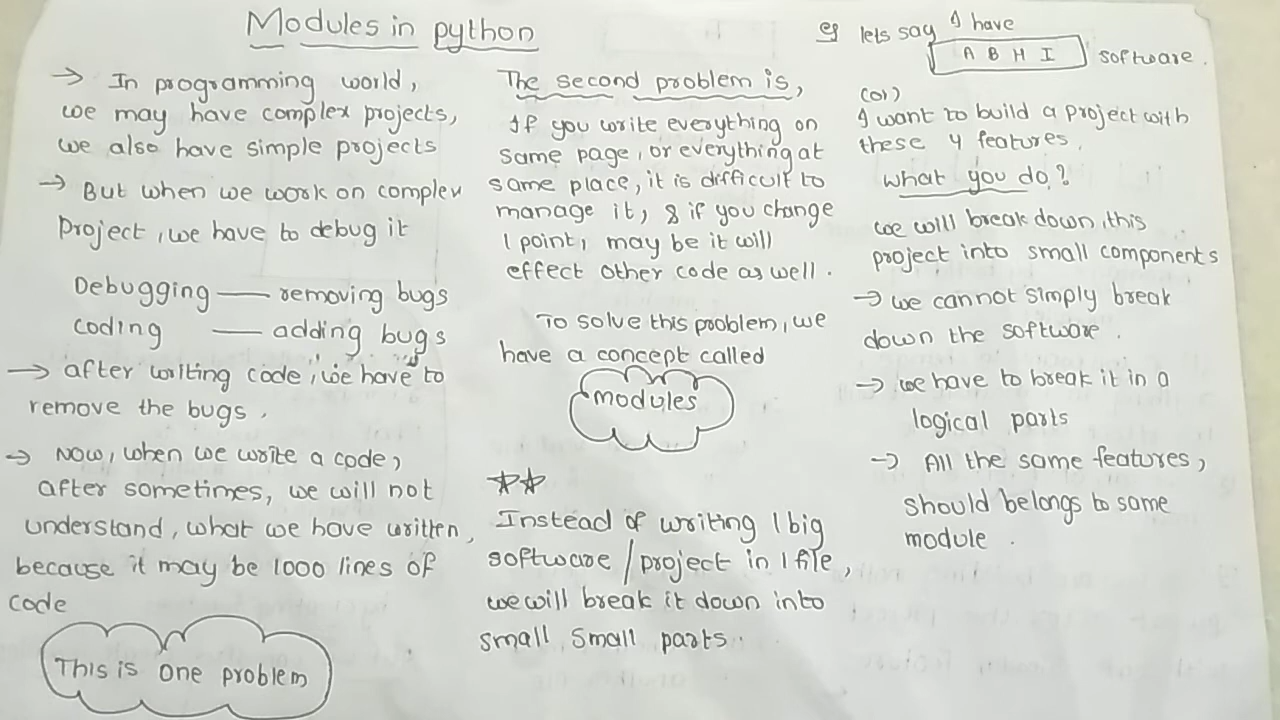 Modules in python
→ In programming world,
we may have complex projects,
we also have simple projects
→ But when we work on complex
Project, we have to debug it
Debugging — removing bugs
coding — adding bugs
→ after writing code, we have to
remove the bugs.
→ Now, when we write a code,
after sometimes, we will not
understand, what we have written,
because it may be 1000 lines of
code
This is one problem
The second problem is,
If you write everything on
same page, or everything at
same place, it is difficult to
manage it, & if you change
1 point, may be it will
effect other code as well.
To solve this problem, we
have a concept called
modules
☆☆
Instead of writing 1 big
software/project in 1 file,
we will break it down into
small small parts.
eg lets say I have
A B H I software.
(or)
I want to build a project with
these 4 features.
what you do?
we will break down this
project into small components
→ we cannot simply break
down the software.
→ we have to break it in a
logical parts
→ All the same features,
should belongs to same
module.